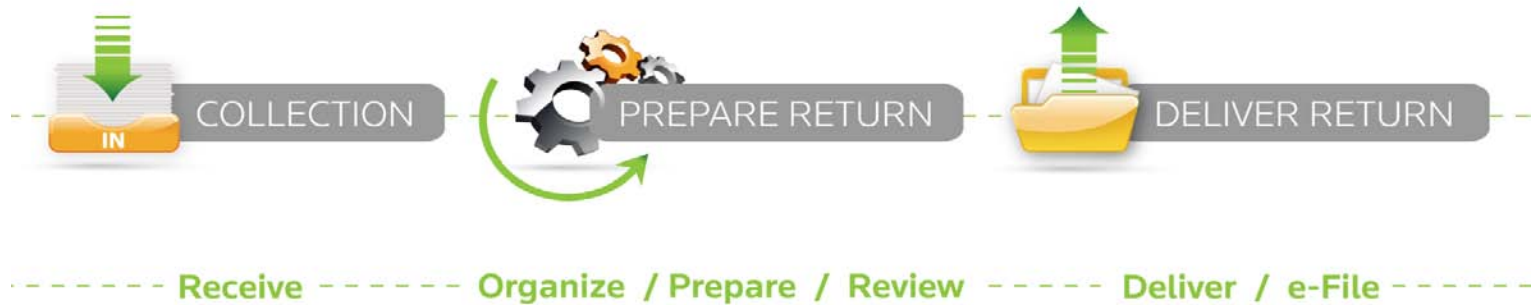 COLLECTION PREPARE RETURN DELIVER RETURN
IN
Receive Organize / Prepare / Review Deliver / e-File